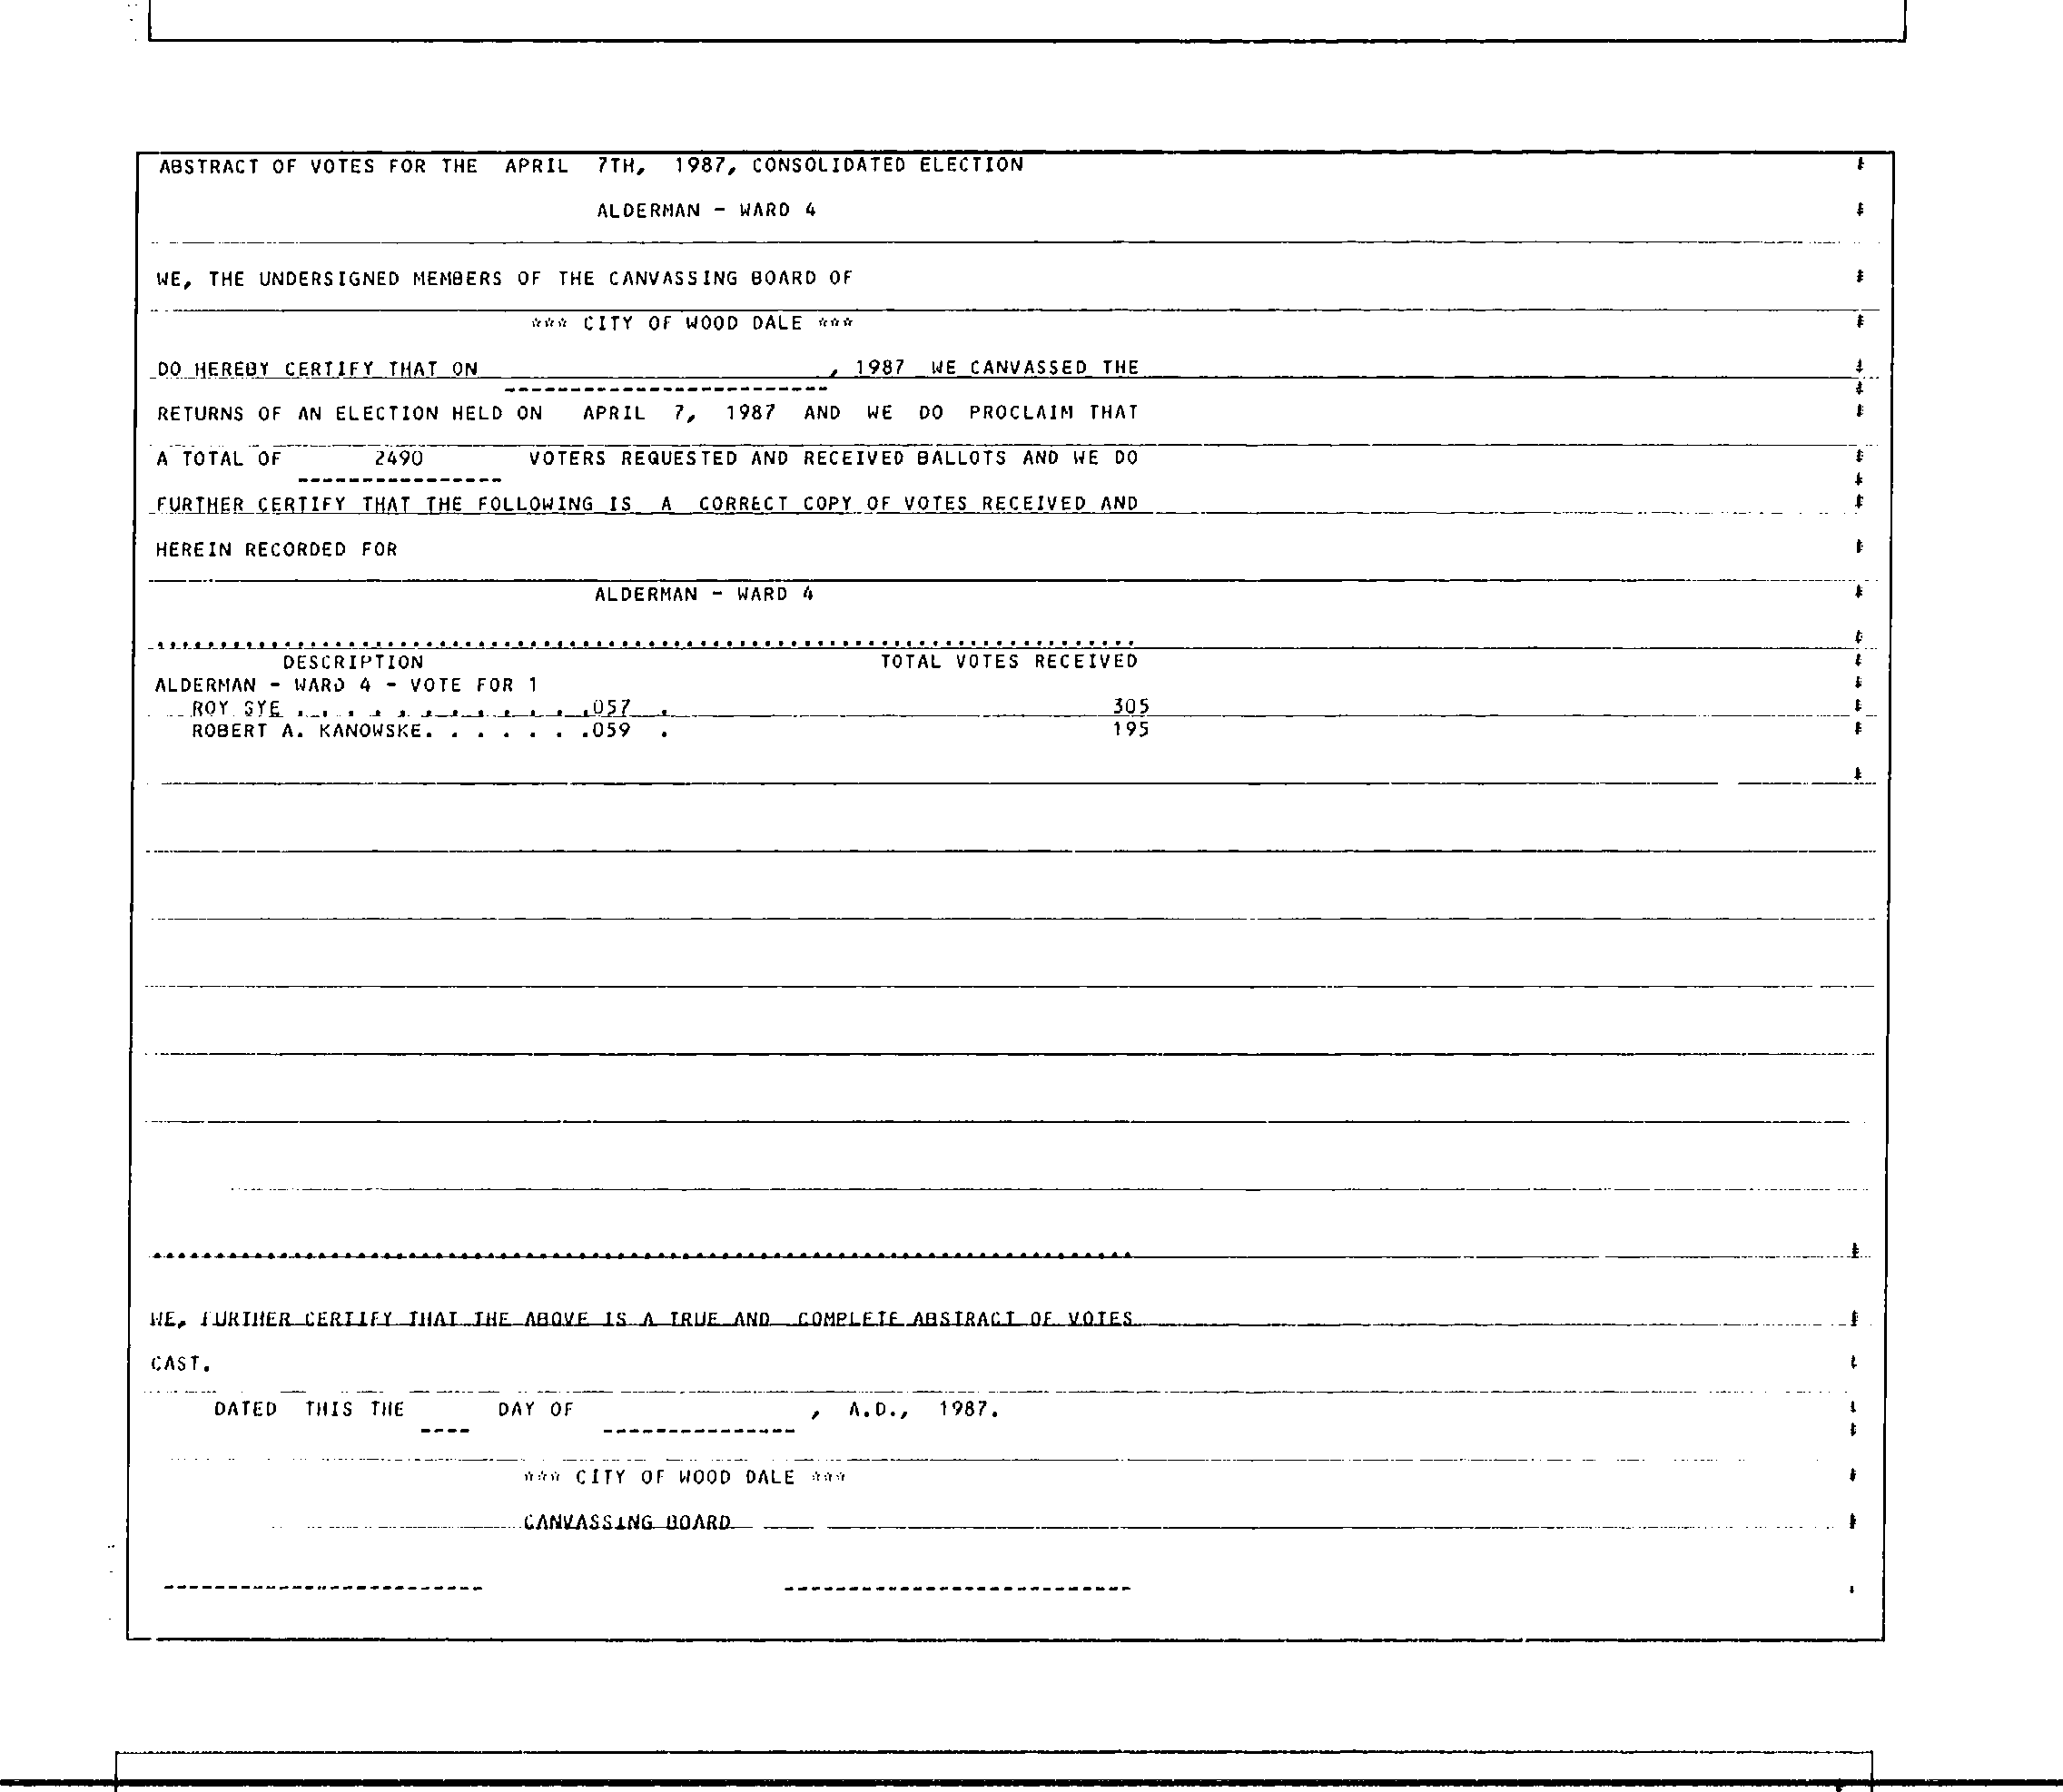 ABSTRACT OF VOTES FOR THE APRIL 7TH, 1987, CONSOLIDATED ELECTION
ALDERMAN - WARD 4
WE, THE UNDERSIGNED MEMBERS OF THE CANVASSING BOARD OF
*** CITY OF WOOD DALE ***
DO HEREBY CERTIFY THAT ON , 1987 WE CANVASSED THE
RETURNS OF AN ELECTION HELD ON APRIL 7, 1987 AND WE DO PROCLAIM THAT
A TOTAL OF 2490 VOTERS REQUESTED AND RECEIVED BALLOTS AND WE DO
FURTHER CERTIFY THAT THE FOLLOWING IS A CORRECT COPY OF VOTES RECEIVED AND
HEREIN RECORDED FOR
ALDERMAN - WARD 4
DESCRIPTION TOTAL VOTES RECEIVED
ALDERMAN - WARD 4 - VOTE FOR 1
ROY SYE . . . . . . . . . . . .057 . 305
ROBERT A. KANOWSKE. . . . . . .059 . 195
WE, FURTHER CERTIFY THAT THE ABOVE IS A TRUE AND COMPLETE ABSTRACT OF VOTES
CAST.
DATED THIS THE ---- DAY OF --------------- , A.D., 1987.
*** CITY OF WOOD DALE ***
CANVASSING BOARD